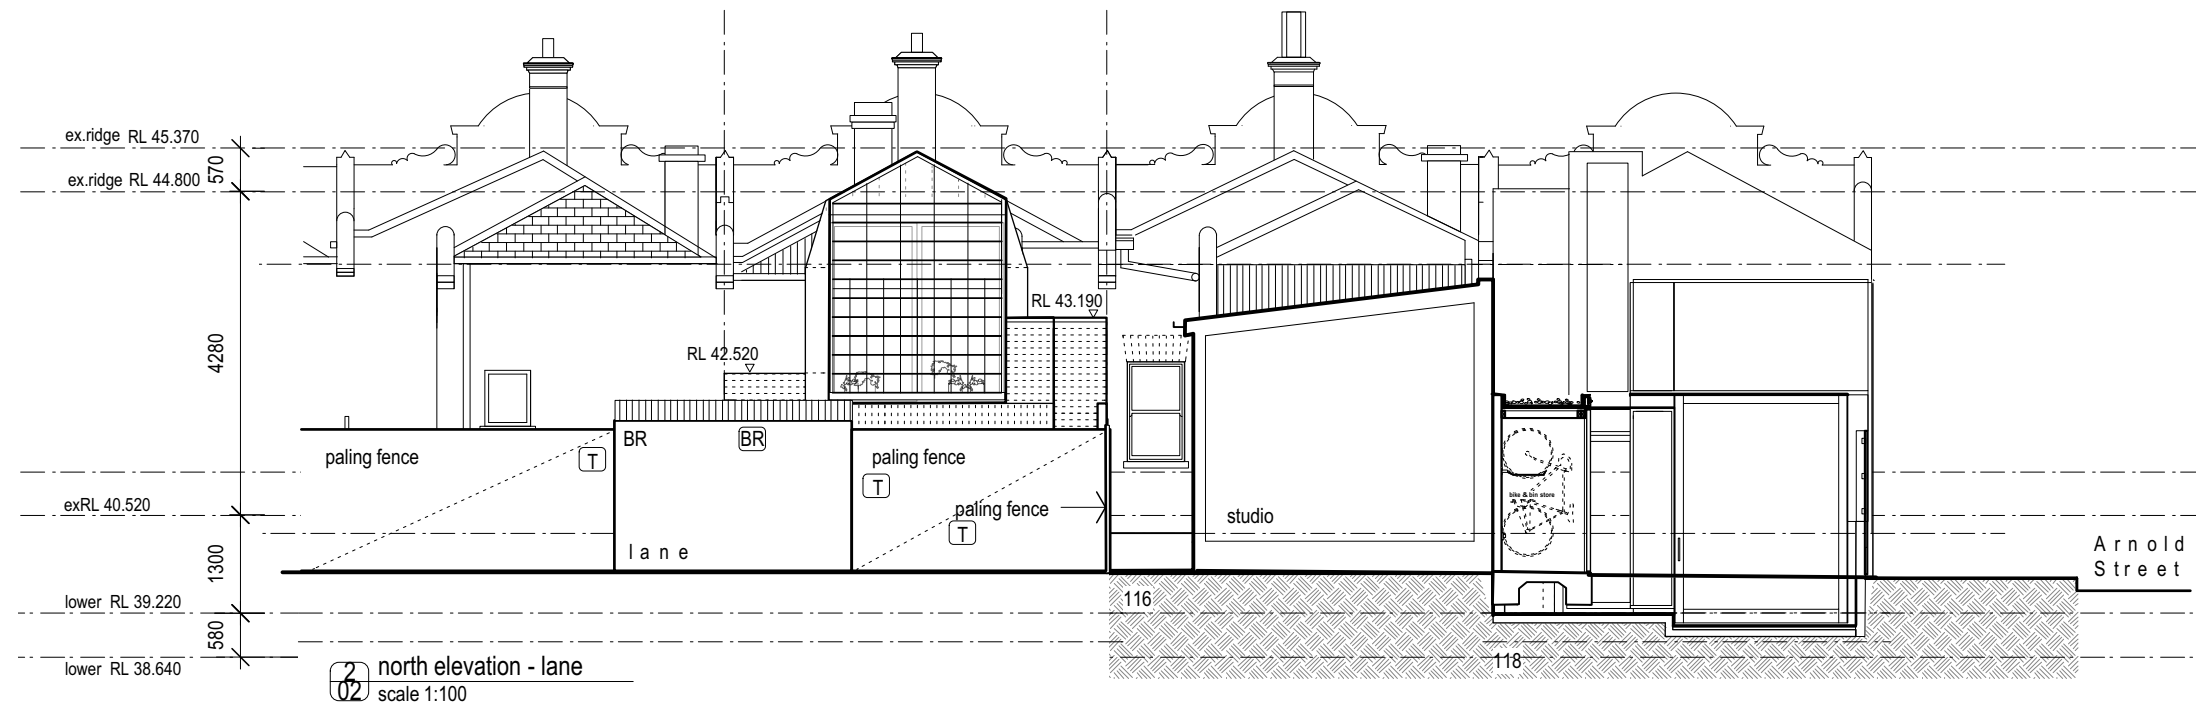 ex.ridge RL 45.370
570
ex.ridge RL 44.800
4280
RL 43.190
RL 42.520
BR
BR
paling fence
T
paling fence
T
exRL 40.520
paling fence
T
bike & bin store
studio
lane
1300
Arnold
Street
lower RL 39.220
116
580
lower RL 38.640
118
2
02
north elevation - lane
scale 1:100